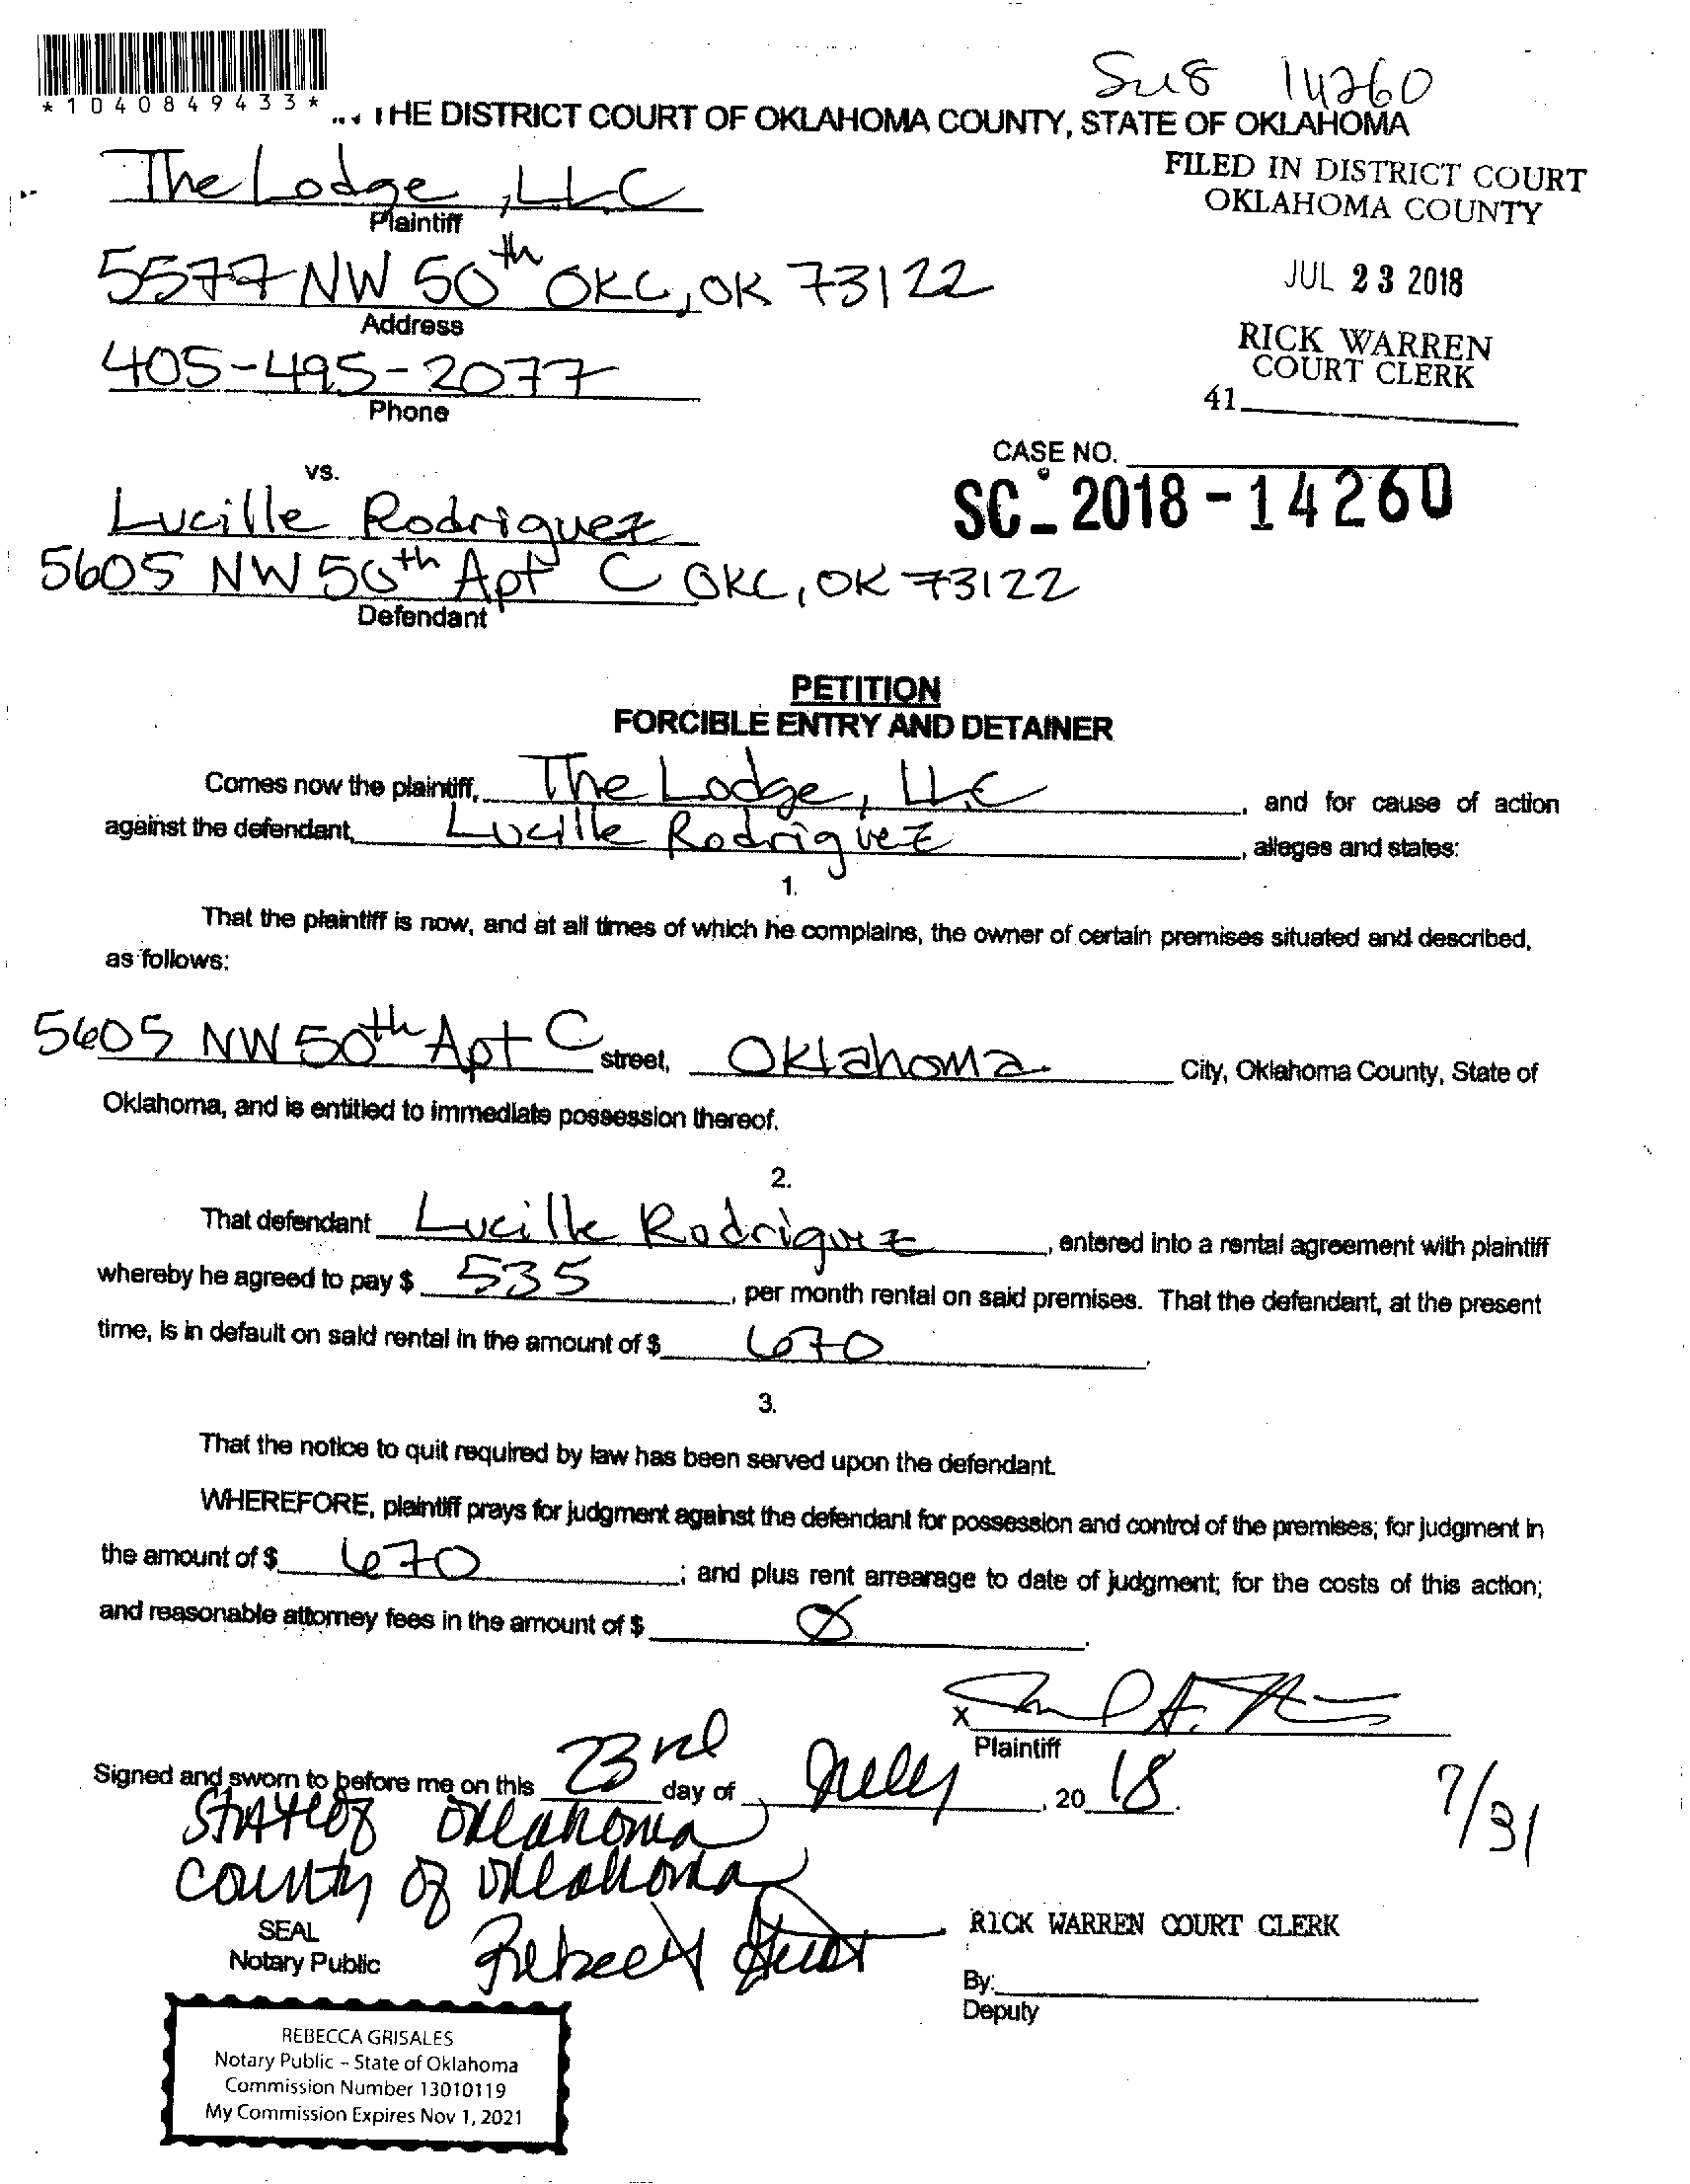 Su8 14260
*1040849433*
THE DISTRICT COURT OF OKLAHOMA COUNTY, STATE OF OKLAHOMA
The Lodge, LLC
Plaintiff
FILED IN DISTRICT COURT
OKLAHOMA COUNTY
5577 NW 50th OKC, OK 73122
Address
JUL 23 2018
405-495-2077
Phone
RICK WARREN
COURT CLERK
41
vs.
CASE NO.
SC-2018-14260
Lucille Rodriguez
5605 NW 50th Apt C OKC, OK 73122
Defendant
PETITION
FORCIBLE ENTRY AND DETAINER
Comes now the plaintiff, The Lodge, LLC, and for cause of action
against the defendant, Lucille Rodriguez, alleges and states:
1.
That the plaintiff is now, and at all times of which he complains, the owner of certain premises situated and described,
as follows:
5605 NW 50th Apt C street, Oklahoma City, Oklahoma County, State of
Oklahoma, and is entitled to immediate possession thereof.
2.
That defendant Lucille Rodriguez, entered into a rental agreement with plaintiff
whereby he agreed to pay $ 535, per month rental on said premises. That the defendant, at the present
time, is in default on said rental in the amount of $ 670.
3.
That the notice to quit required by law has been served upon the defendant.
WHEREFORE, plaintiff prays for judgment against the defendant for possession and control of the premises; for judgment in
the amount of $ 670; and plus rent arrearage to date of judgment; for the costs of this action;
and reasonable attorney fees in the amount of $ Ø.
X
Plaintiff
Signed and sworn to before me on this 23rd day of July, 2018.
7/31
State of Oklahoma
County of Oklahoma
SEAL
Notary Public
RICK WARREN COURT CLERK
By:
Deputy
REBECCA GRISALES
Notary Public – State of Oklahoma
Commission Number 13010119
My Commission Expires Nov 1, 2021